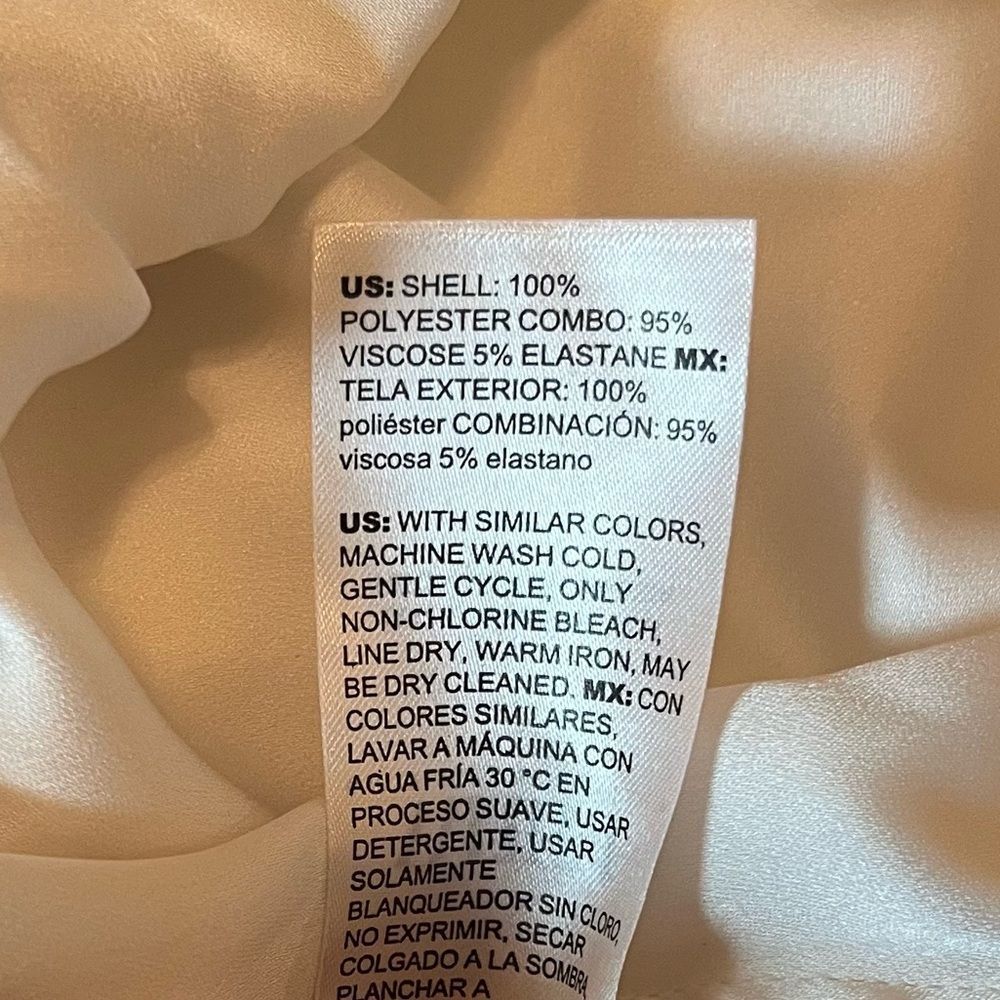 US: SHELL: 100%
POLYESTER COMBO: 95%
VISCOSE 5% ELASTANE MX:
TELA EXTERIOR: 100%
poliéster COMBINACIÓN: 95%
viscosa 5% elastano
US: WITH SIMILAR COLORS,
MACHINE WASH COLD,
GENTLE CYCLE, ONLY
NON-CHLORINE BLEACH,
LINE DRY, WARM IRON, MAY
BE DRY CLEANED. MX: CON
COLORES SIMILARES,
LAVAR A MÁQUINA CON
AGUA FRÍA 30 °C EN
PROCESO SUAVE, USAR
DETERGENTE, USAR
SOLAMENTE
BLANQUEADOR SIN CLORO,
NO EXPRIMIR, SECAR
COLGADO A LA SOMBRA,
PLANCHAR A